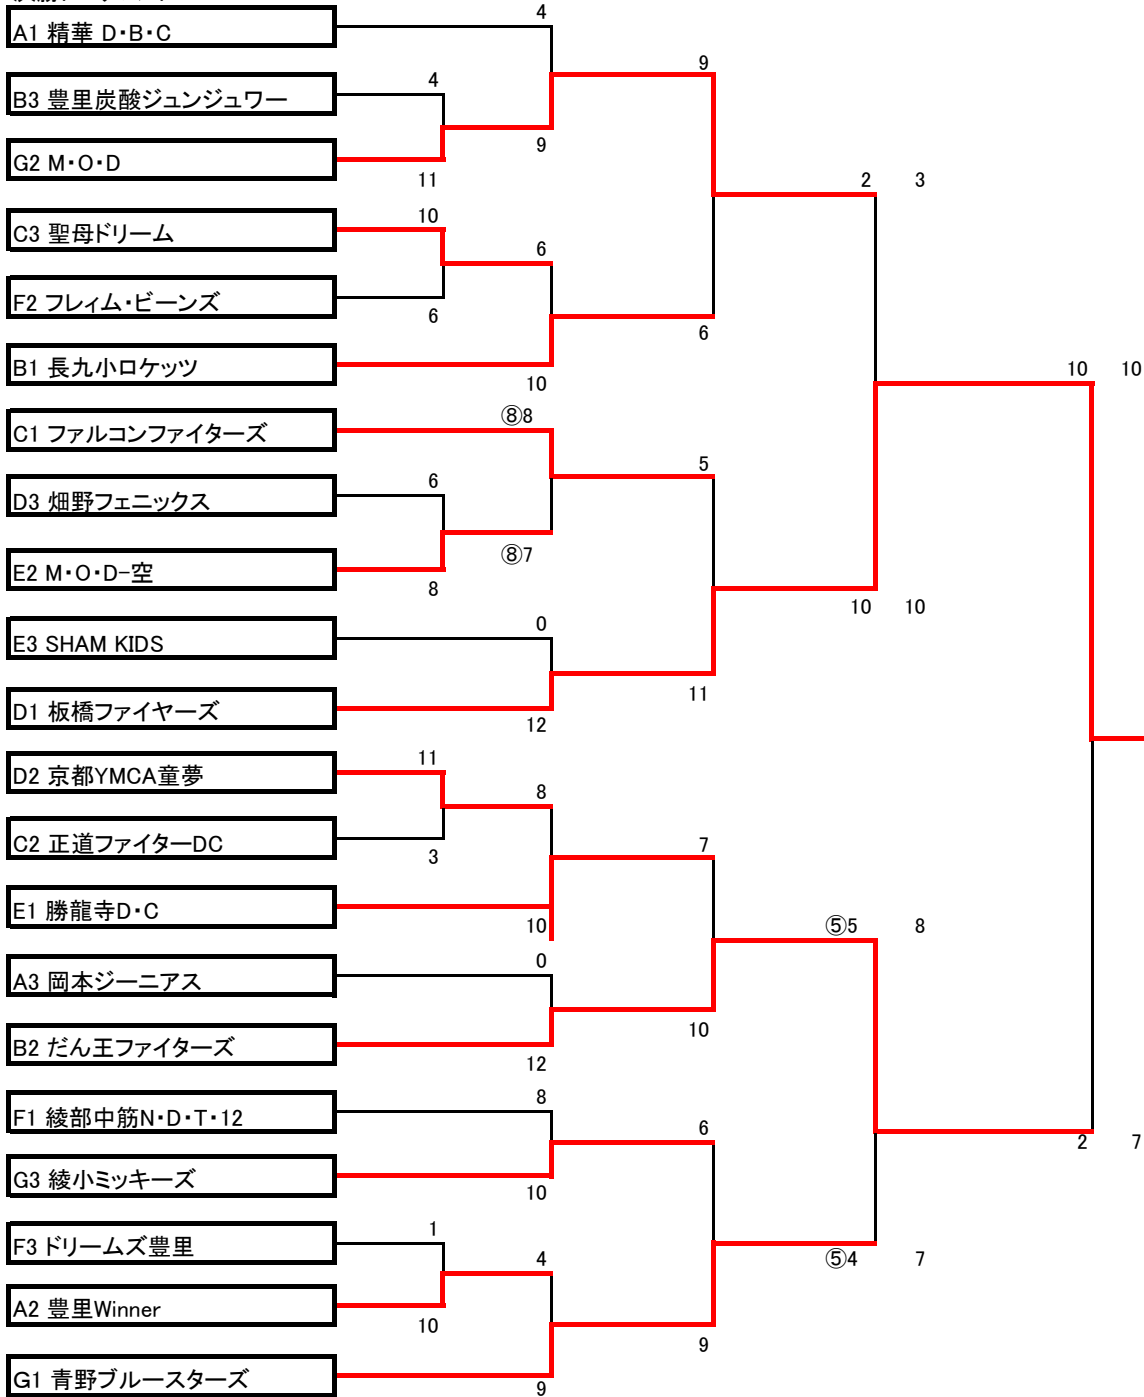 4
A1 精華 D・B・C
9
4
B3 豊里炭酸ジュンジュワー
9
G2 M・O・D
11
2 3
10
C3 聖母ドリーム
6
F2 フレィム・ビーンズ
6
6
B1 長九小ロケッツ
10 10
10
⑧8
C1 ファルコンファイターズ
5
6
D3 畑野フェニックス
⑧7
E2 M・O・D-空
8
10 10
0
E3 SHAM KIDS
11
D1 板橋ファイヤーズ
12
11
D2 京都YMCA童夢
8
C2 正道ファイターDC
7
3
E1 勝龍寺D・C
10
⑤5 8
0
A3 岡本ジーニアス
10
B2 だん王ファイターズ
12
8
F1 綾部中筋N・D・T・12
6
2 7
G3 綾小ミッキーズ
10
1
F3 ドリームズ豊里
4
⑤4 7
A2 豊里Winner
10
9
G1 青野ブルースターズ
9